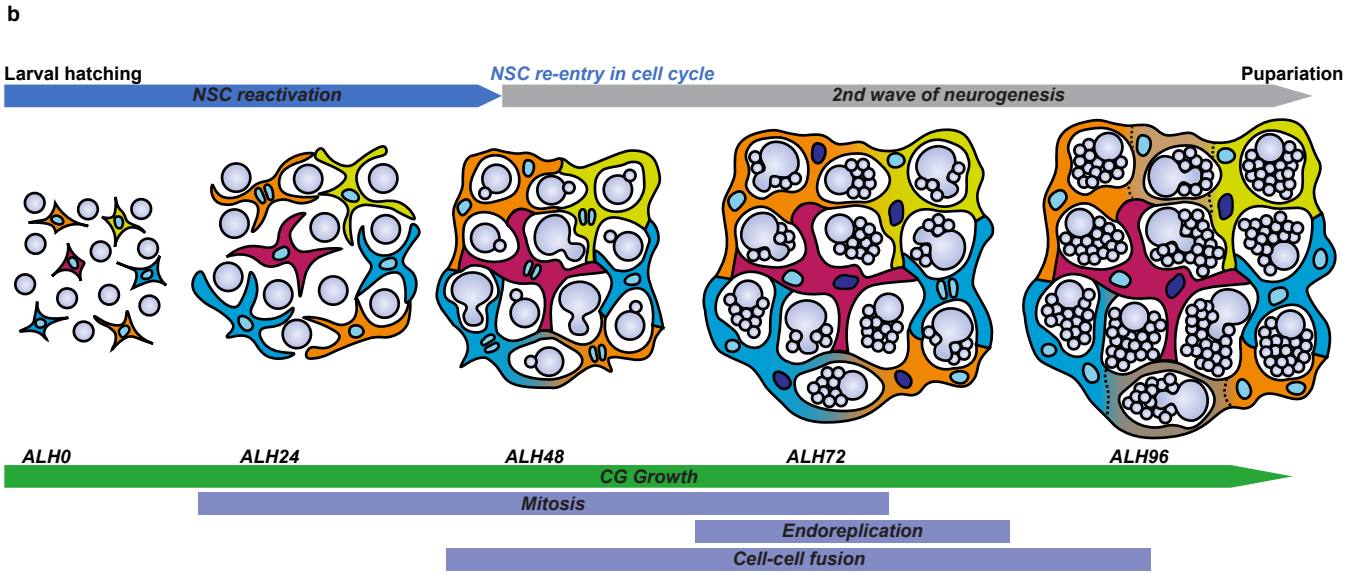 b
Larval hatching
NSC re-entry in cell cycle
Pupariation
NSC reactivation
2nd wave of neurogenesis
ALH0
ALH24
ALH48
ALH72
ALH96
CG Growth
Mitosis
Endoreplication
Cell-cell fusion